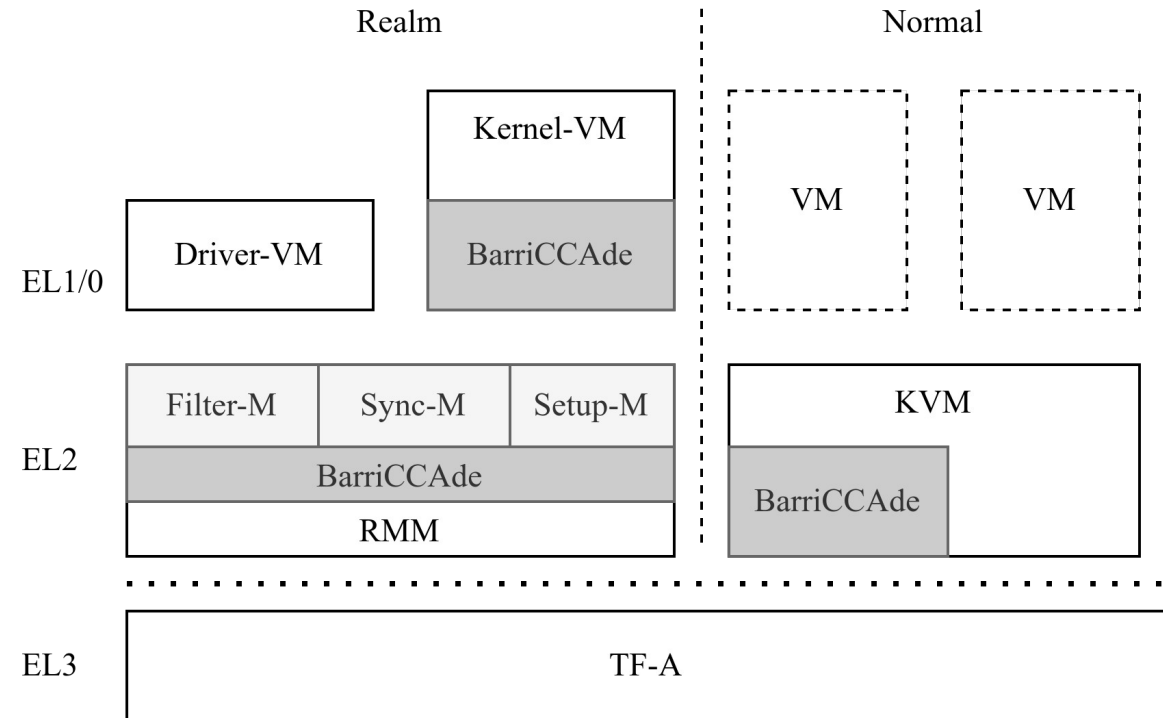 Realm
Normal
Kernel-VM
VM
VM
Driver-VM
BarriCCAde
EL1/0
Filter-M
Sync-M
Setup-M
KVM
EL2
BarriCCAde
BarriCCAde
RMM
EL3
TF-A